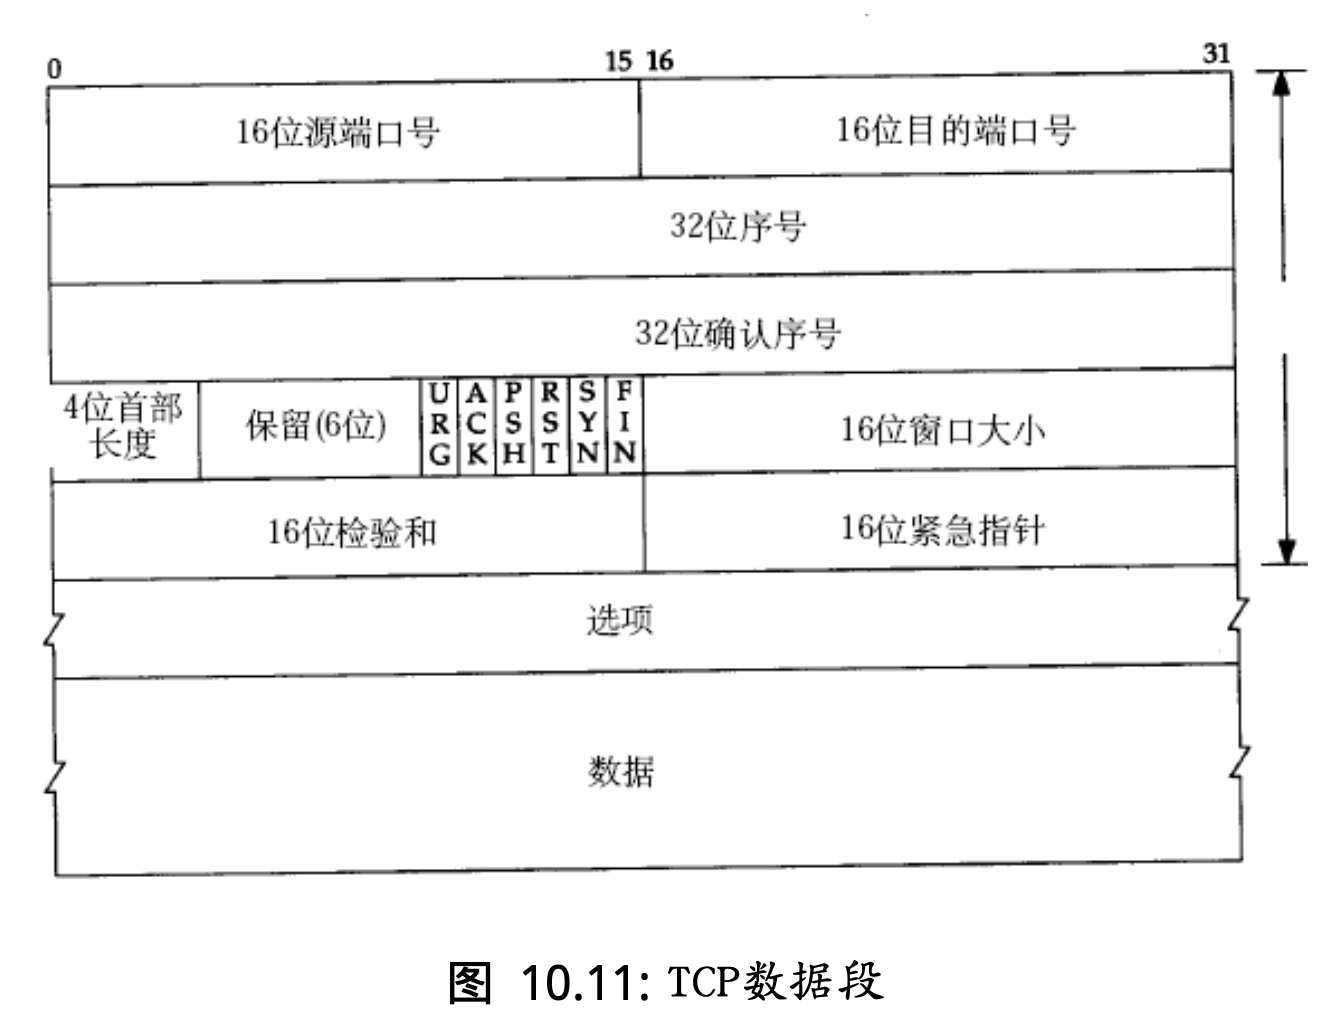 0 15 16 31
16位源端口号 16位目的端口号
32位序号
32位确认序号
4位首部长度 保留(6位) URG ACK PSH RST SYN FIN 16位窗口大小
16位检验和 16位紧急指针
选项
数据
图 10.11: TCP数据段